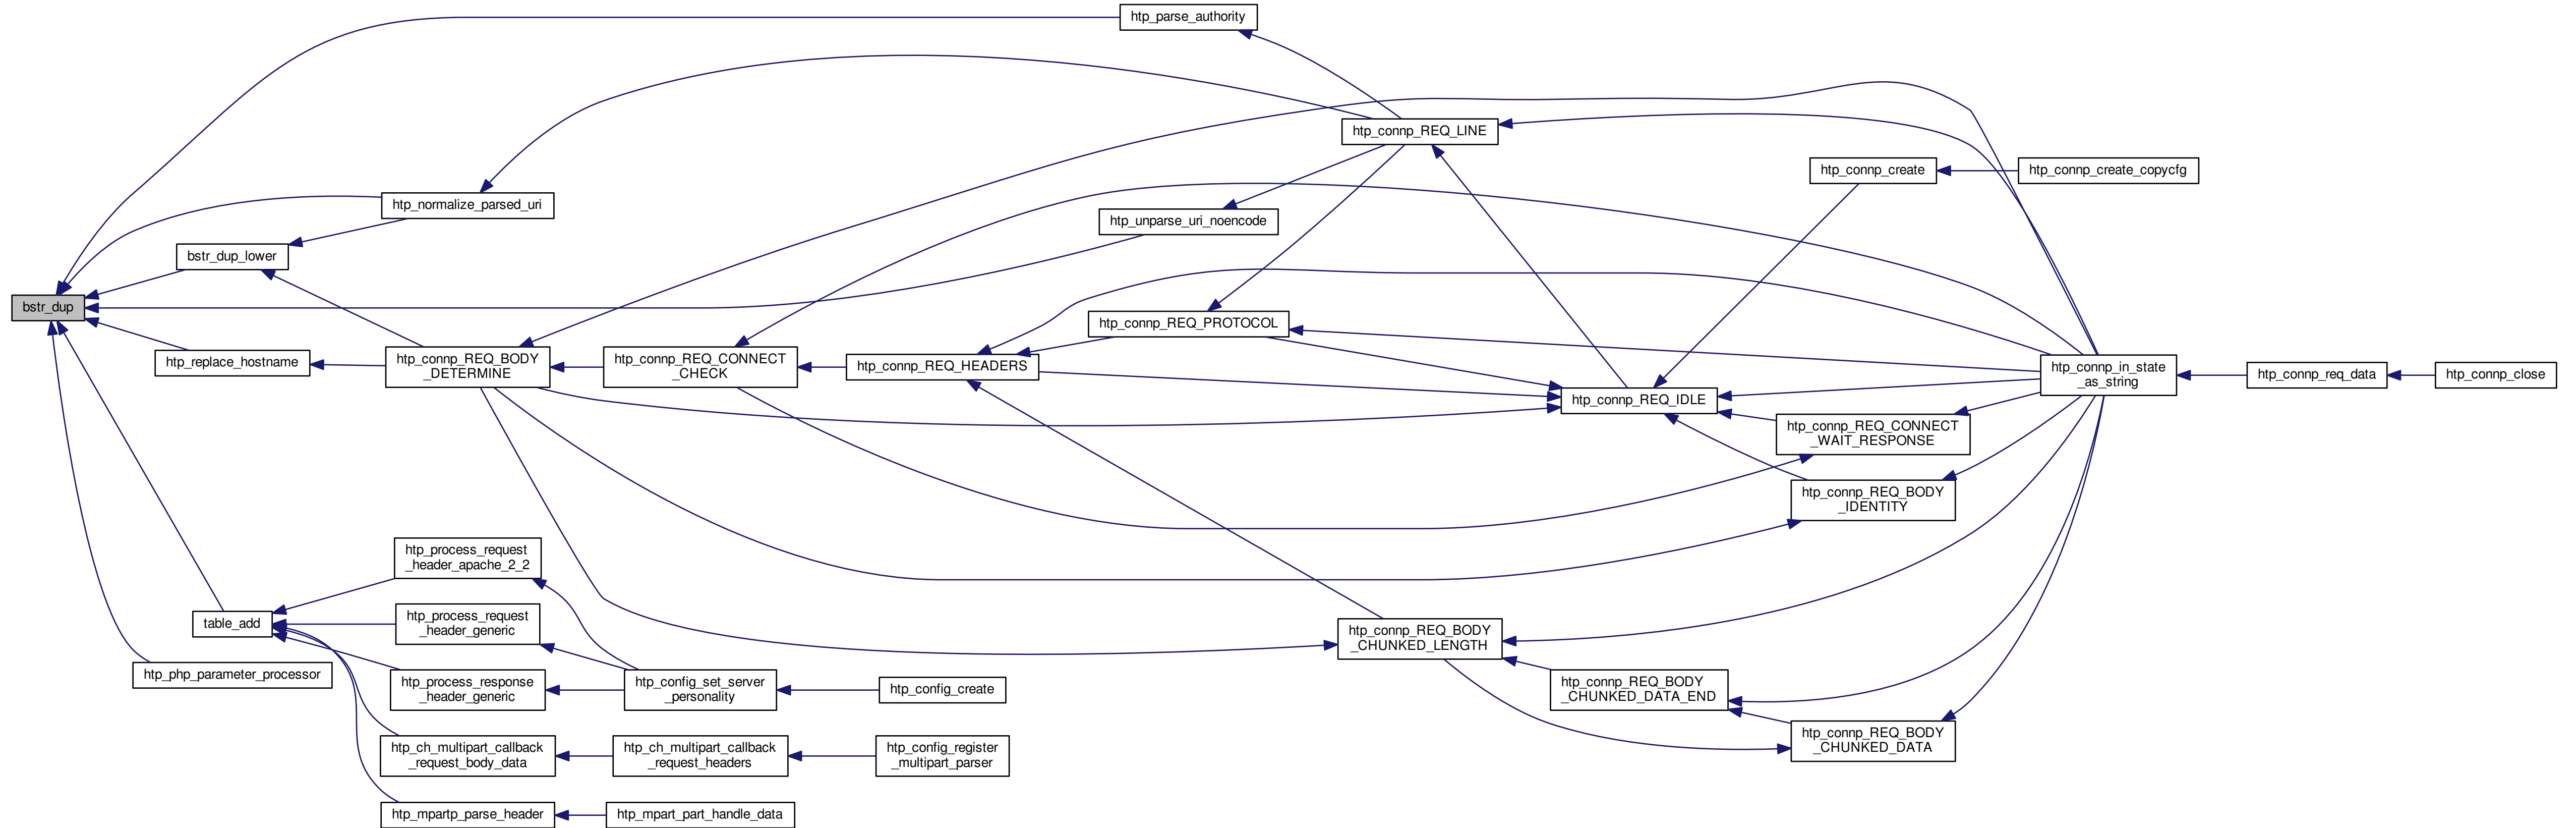 bstr_dup
htp_parse_authority
htp_normalize_parsed_uri
bstr_dup_lower
htp_replace_hostname
htp_connp_REQ_BODY
_DETERMINE
htp_connp_REQ_CONNECT
_CHECK
htp_connp_REQ_HEADERS
htp_connp_REQ_PROTOCOL
htp_unparse_uri_noencode
htp_connp_REQ_LINE
htp_connp_REQ_IDLE
htp_connp_create
htp_connp_create_copycfg
htp_connp_in_state
_as_string
htp_connp_req_data
htp_connp_close
htp_connp_REQ_CONNECT
_WAIT_RESPONSE
htp_connp_REQ_BODY
_IDENTITY
htp_connp_REQ_BODY
_CHUNKED_LENGTH
htp_connp_REQ_BODY
_CHUNKED_DATA_END
htp_connp_REQ_BODY
_CHUNKED_DATA
table_add
htp_php_parameter_processor
htp_process_request
_header_apache_2_2
htp_process_request
_header_generic
htp_process_response
_header_generic
htp_config_set_server
_personality
htp_config_create
htp_ch_multipart_callback
_request_body_data
htp_ch_multipart_callback
_request_headers
htp_config_register
_multipart_parser
htp_mpartp_parse_header
htp_mpart_part_handle_data